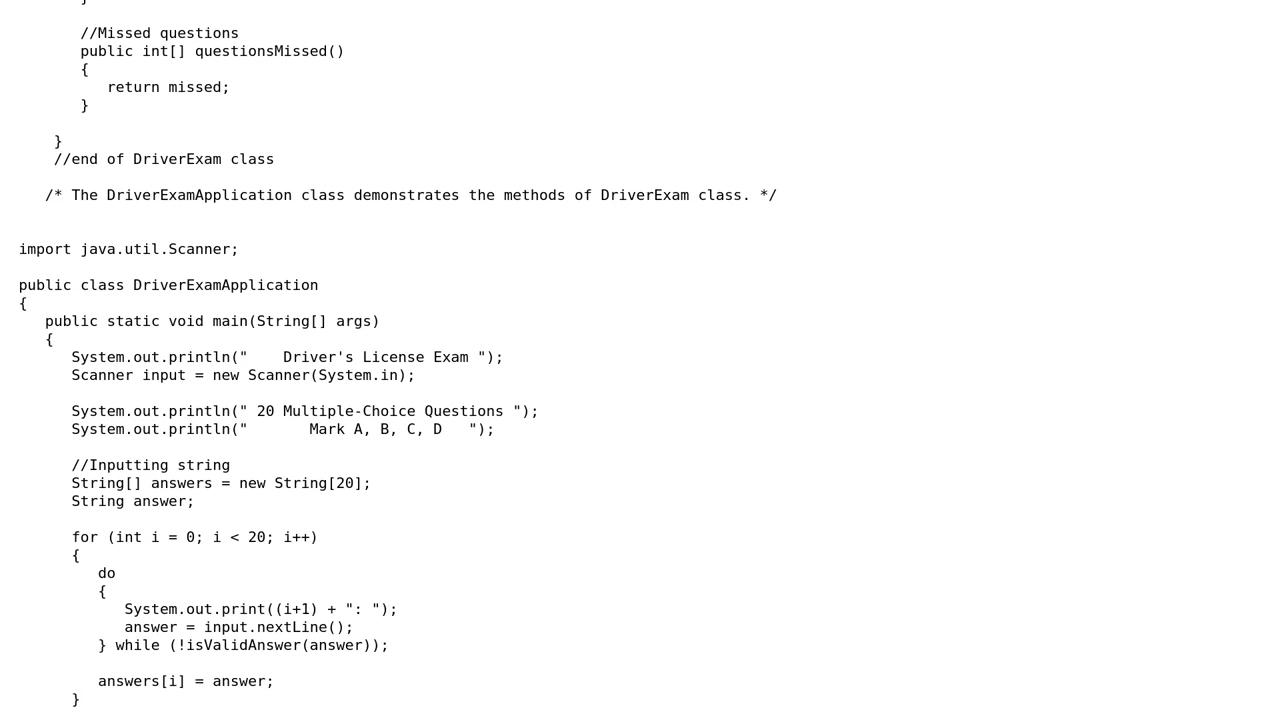 }
//Missed questions
public int[] questionsMissed()
{
return missed;
}
}
//end of DriverExam class
/* The DriverExamApplication class demonstrates the methods of DriverExam class. */
import java.util.Scanner;
public class DriverExamApplication
{
public static void main(String[] args)
{
System.out.println("    Driver's License Exam ");
Scanner input = new Scanner(System.in);
System.out.println(" 20 Multiple-Choice Questions ");
System.out.println("       Mark A, B, C, D   ");
//Inputting string
String[] answers = new String[20];
String answer;
for (int i = 0; i < 20; i++)
{
do
{
System.out.print((i+1) + ": ");
answer = input.nextLine();
} while (!isValidAnswer(answer));
answers[i] = answer;
}